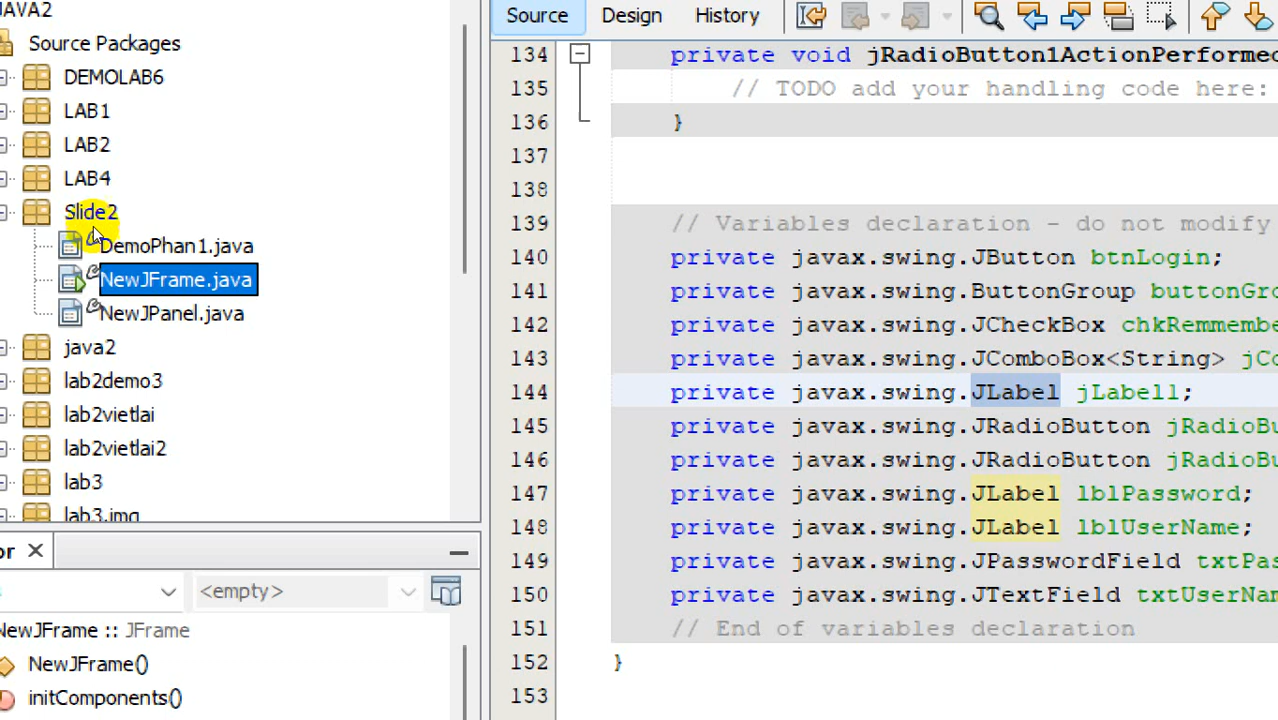 JAVA2
Source Packages
DEMOLAB6
LAB1
LAB2
LAB4
Slide2
DemoPhan1.java
NewJFrame.java
NewJPanel.java
java2
lab2demo3
lab2vietlai
lab2vietlai2
lab3
lab3.img
or
<empty>
NewJFrame :: JFrame
NewJFrame()
initComponents()
Source Design History
134 private void jRadioButton1ActionPerformed
135 // TODO add your handling code here:
136 }
137
138
139 // Variables declaration - do not modify
140 private javax.swing.JButton btnLogin;
141 private javax.swing.ButtonGroup buttonGro
142 private javax.swing.JCheckBox chkRemmembe
143 private javax.swing.JComboBox<String> jCo
144 private javax.swing.JLabel jLabel1;
145 private javax.swing.JRadioButton jRadioBu
146 private javax.swing.JRadioButton jRadioBu
147 private javax.swing.JLabel lblPassword;
148 private javax.swing.JLabel lblUserName;
149 private javax.swing.JPasswordField txtPas
150 private javax.swing.JTextField txtUserNam
151 // End of variables declaration
152 }
153